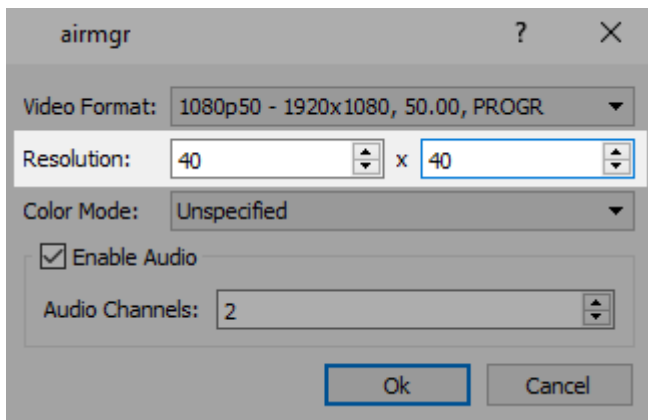 airmgr ?
Video Format: 1080p50 - 1920x1080, 50.00, PROGR
Resolution: 40 x 40
Color Mode: Unspecified
Enable Audio
Audio Channels: 2
Ok Cancel